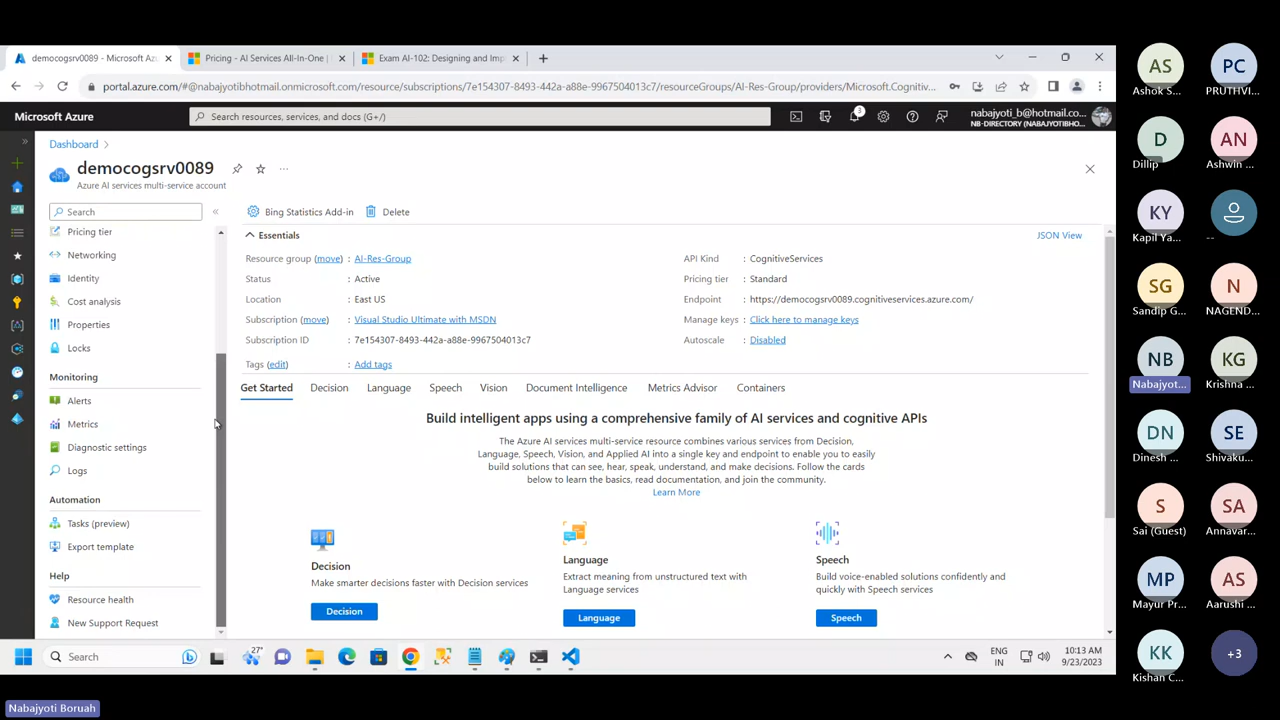 democogsrv0089 - Microsoft Az
Pricing - AI Services All-In-One |
Exam AI-102: Designing and Imp
portal.azure.com/#@nabajyotibhotmail.onmicrosoft.com/resource/subscriptions/7e154307-8493-442a-a88e-9967504013c7/resourceGroups/AI-Res-Group/providers/Microsoft.Cognitiv...
Microsoft Azure
Search resources, services, and docs (G+/)
3
nabajyoti_b@hotmail.co...
NB-DIRECTORY (NABAJYOTIBHO...
Dashboard >
democogsrv0089
Azure AI services multi-service account
Search
Bing Statistics Add-in
Delete
Pricing tier
Networking
Identity
Cost analysis
Properties
Locks
Monitoring
Alerts
Metrics
Diagnostic settings
Logs
Automation
Tasks (preview)
Export template
Help
Resource health
New Support Request
Essentials
JSON View
Resource group (move) : AI-Res-Group
Status : Active
Location : East US
Subscription (move) : Visual Studio Ultimate with MSDN
Subscription ID : 7e154307-8493-442a-a88e-9967504013c7
Tags (edit) : Add tags
API Kind : CognitiveServices
Pricing tier : Standard
Endpoint : https://democogsrv0089.cognitiveservices.azure.com/
Manage keys : Click here to manage keys
Autoscale : Disabled
Get Started Decision Language Speech Vision Document Intelligence Metrics Advisor Containers
Build intelligent apps using a comprehensive family of AI services and cognitive APIs
The Azure AI services multi-service resource combines various services from Decision,
Language, Speech, Vision, and Applied AI into a single key and endpoint to enable you to easily
build solutions that can see, hear, speak, understand, and make decisions. Follow the cards
below to learn the basics, read documentation, and join the community.
Learn More
Decision
Make smarter decisions faster with Decision services
Decision
Language
Extract meaning from unstructured text with
Language services
Language
Speech
Build voice-enabled solutions confidently and
quickly with Speech services
Speech
Search
27°
ENG
IN
10:13 AM
9/23/2023
AS
Ashok S...
PC
PRUTHVI...
D
Dillip
AN
Ashwin ...
KY
Kapil Ya...
--
SG
Sandip G...
N
NAGEND...
NB
Nabajyot...
KG
Krishna ...
DN
Dinesh ...
SE
Shivaku...
S
Sai (Guest)
SA
Annavar...
MP
Mayur Pr...
AS
Aarushi ...
KK
Kishan C...
+3
Nabajyoti Boruah